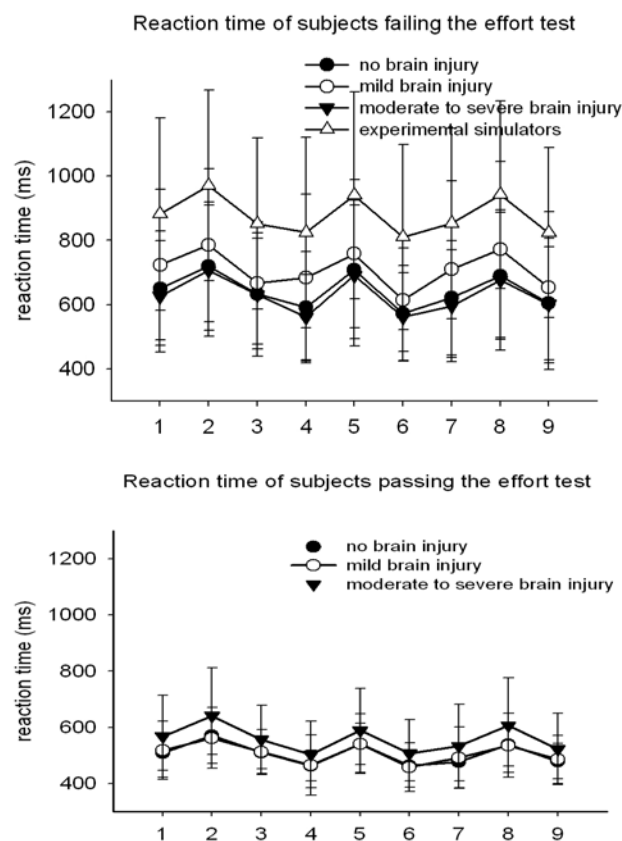 Reaction time of subjects failing the effort test
no brain injury
mild brain injury
moderate to severe brain injury
experimental simulators
1200
1000
800
600
400
reaction time (ms)
1 2 3 4 5 6 7 8 9
Reaction time of subjects passing the effort test
no brain injury
mild brain injury
moderate to severe brain injury
1200
1000
800
600
400
reaction time (ms)
1 2 3 4 5 6 7 8 9